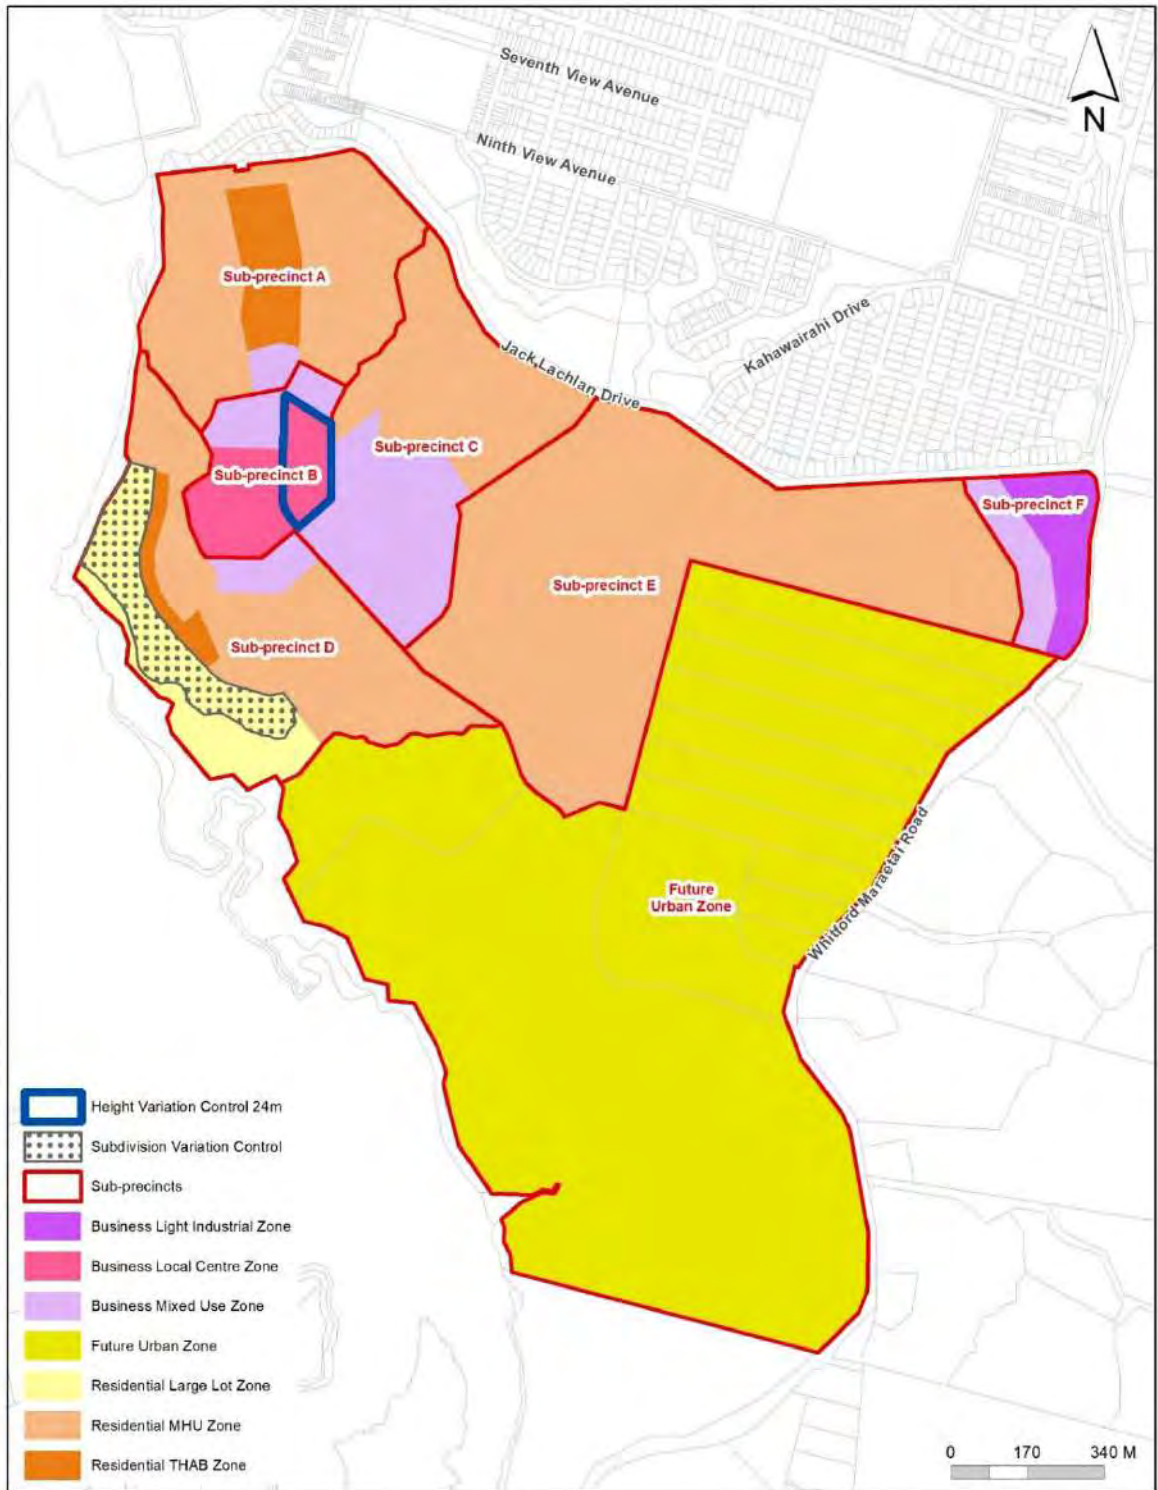 Seventh View Avenue
N
Ninth View Avenue
Sub-precinct A
Kahawairahi Drive
Jack Lachlan Drive
Sub-precinct C
Sub-precinct B
Sub-precinct F
Sub-precinct E
Sub-precinct D
Future
Urban Zone
Whitford Maraetai Road
Height Variation Control 24m
Subdivision Variation Control
Sub-precincts
Business Light Industrial Zone
Business Local Centre Zone
Business Mixed Use Zone
Future Urban Zone
Residential Large Lot Zone
Residential MHU Zone
Residential THAB Zone
0 170 340 M